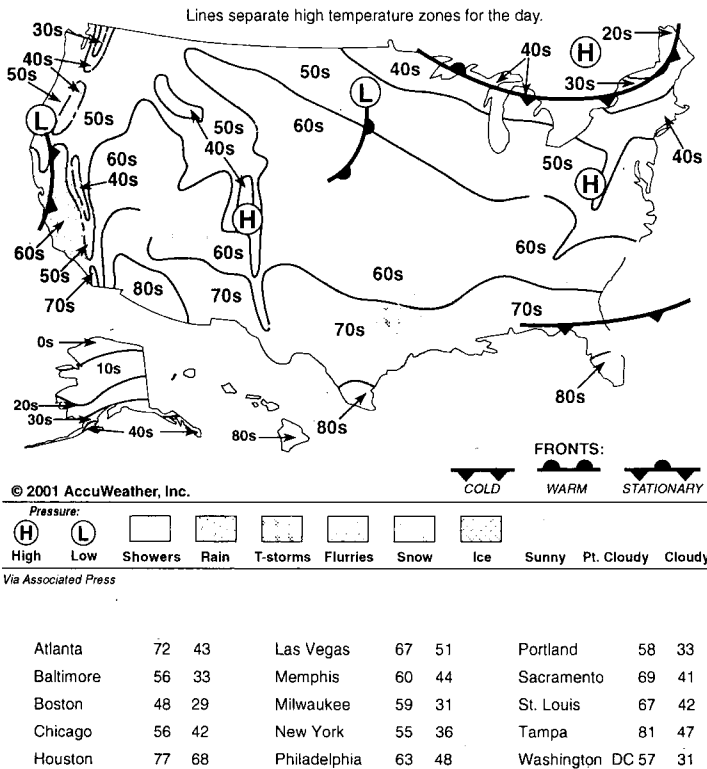 Lines separate high temperature zones for the day.
30s
20s
40s
40s
H
50s
50s
40s
30s
L
L
50s
50s
40s
60s
60s
40s
50s
40s
H
H
60s
60s
60s
60s
50s
70s
80s
70s
70s
70s
0s
10s
20s
30s
40s
80s
80s
80s
FRONTS:
COLD WARM STATIONARY
© 2001 AccuWeather, Inc.
Pressure:
H L
High Low Showers Rain T-storms Flurries Snow Ice Sunny Pt. Cloudy Cloudy
Via Associated Press
Atlanta 72 43 Las Vegas 67 51 Portland 58 33
Baltimore 56 33 Memphis 60 44 Sacramento 69 41
Boston 48 29 Milwaukee 59 31 St. Louis 67 42
Chicago 56 42 New York 55 36 Tampa 81 47
Houston 77 68 Philadelphia 63 48 Washington DC 57 31